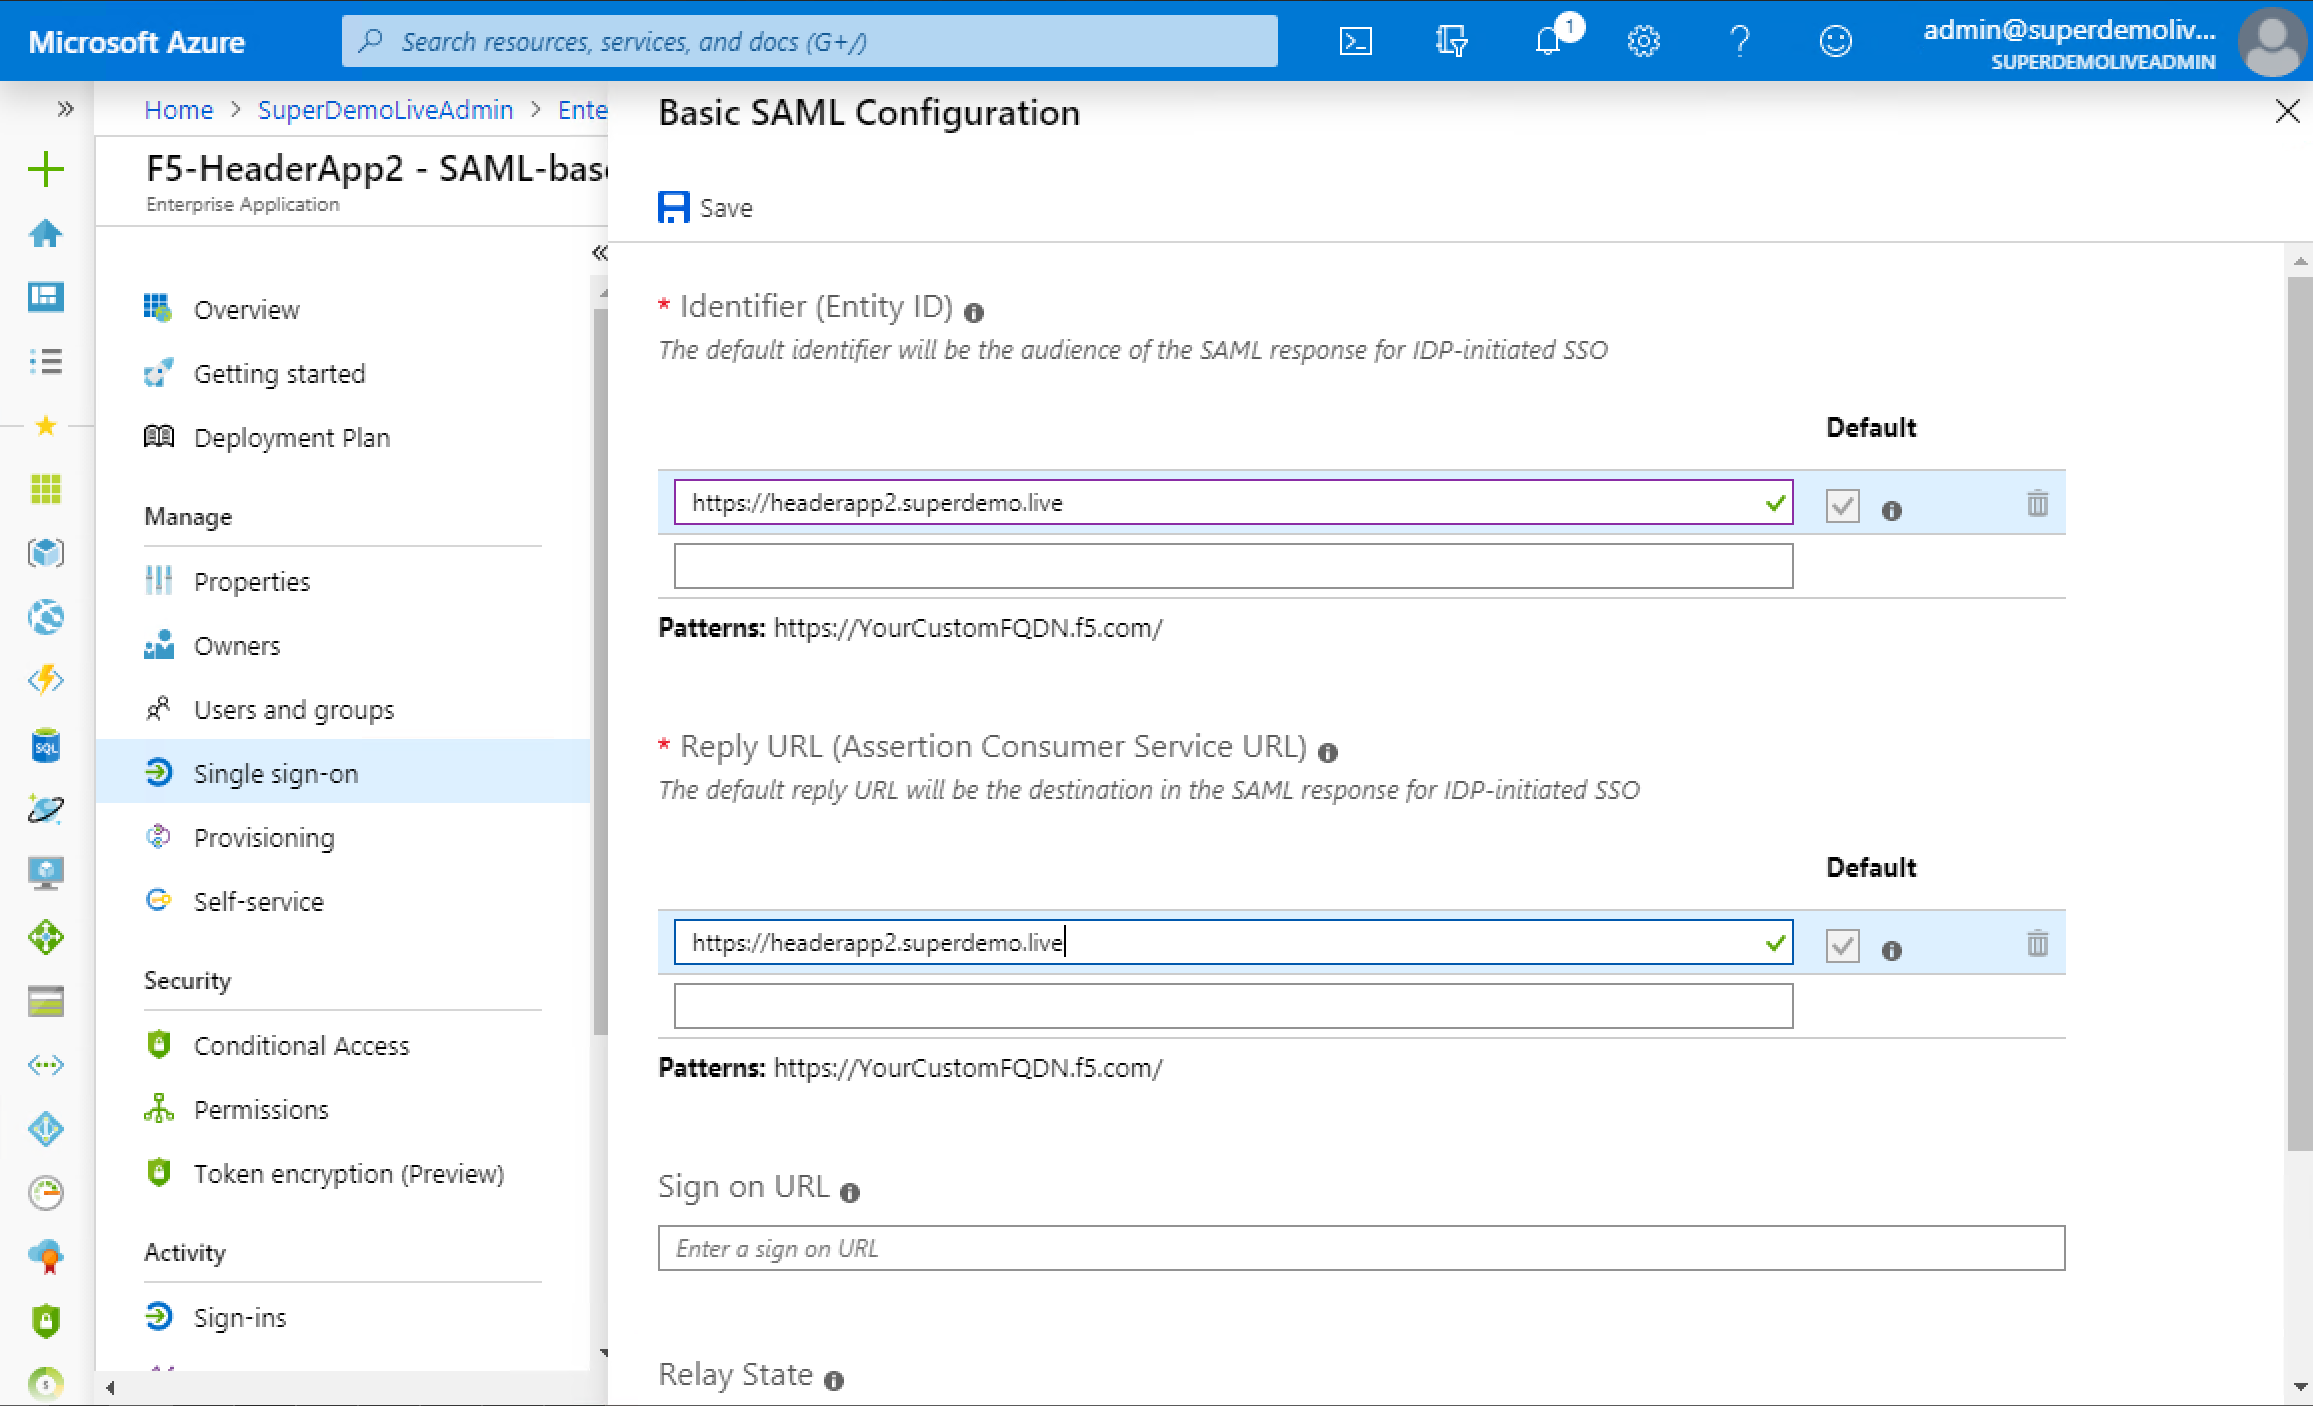 Microsoft Azure
Search resources, services, and docs (G+/)
1
admin@superdemoliv...
SUPERDEMOLIVEADMIN
Home > SuperDemoLiveAdmin > Ente
F5-HeaderApp2 - SAML-base
Enterprise Application
Overview
Getting started
Deployment Plan
Manage
Properties
Owners
Users and groups
Single sign-on
Provisioning
Self-service
Security
Conditional Access
Permissions
Token encryption (Preview)
Activity
Sign-ins
SQL
Basic SAML Configuration
Save
* Identifier (Entity ID)
The default identifier will be the audience of the SAML response for IDP-initiated SSO
Default
https://headerapp2.superdemo.live
Patterns: https://YourCustomFQDN.f5.com/
* Reply URL (Assertion Consumer Service URL)
The default reply URL will be the destination in the SAML response for IDP-initiated SSO
Default
https://headerapp2.superdemo.live
Patterns: https://YourCustomFQDN.f5.com/
Sign on URL
Enter a sign on URL
Relay State